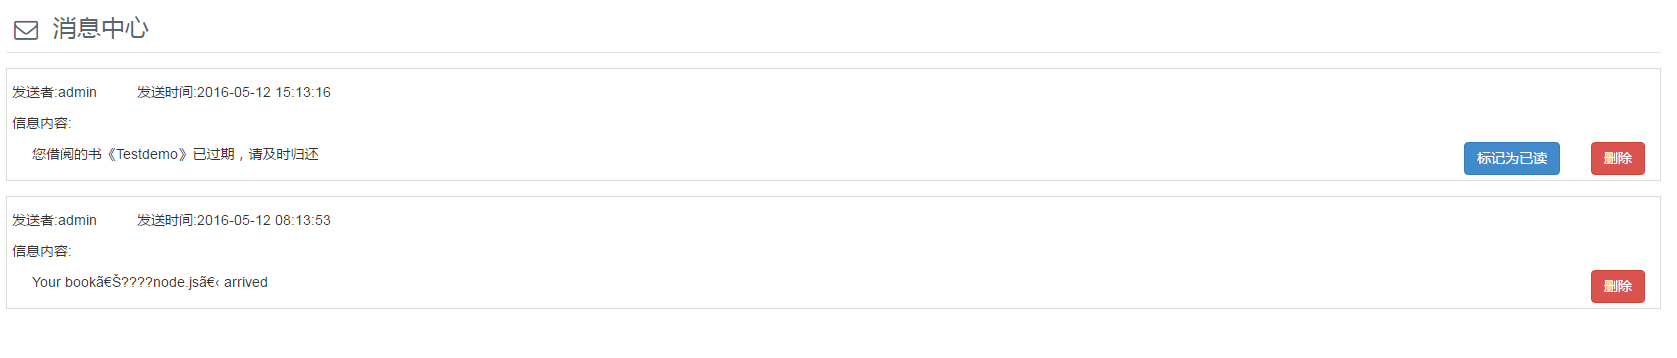 消息中心
发送者:admin 发送时间:2016-05-12 15:13:16
信息内容:
您借阅的书《Testdemo》已过期，请及时归还
标记为已读 删除
发送者:admin 发送时间:2016-05-12 08:13:53
信息内容:
Your bookã€Š????node.jsã€‹ arrived
删除